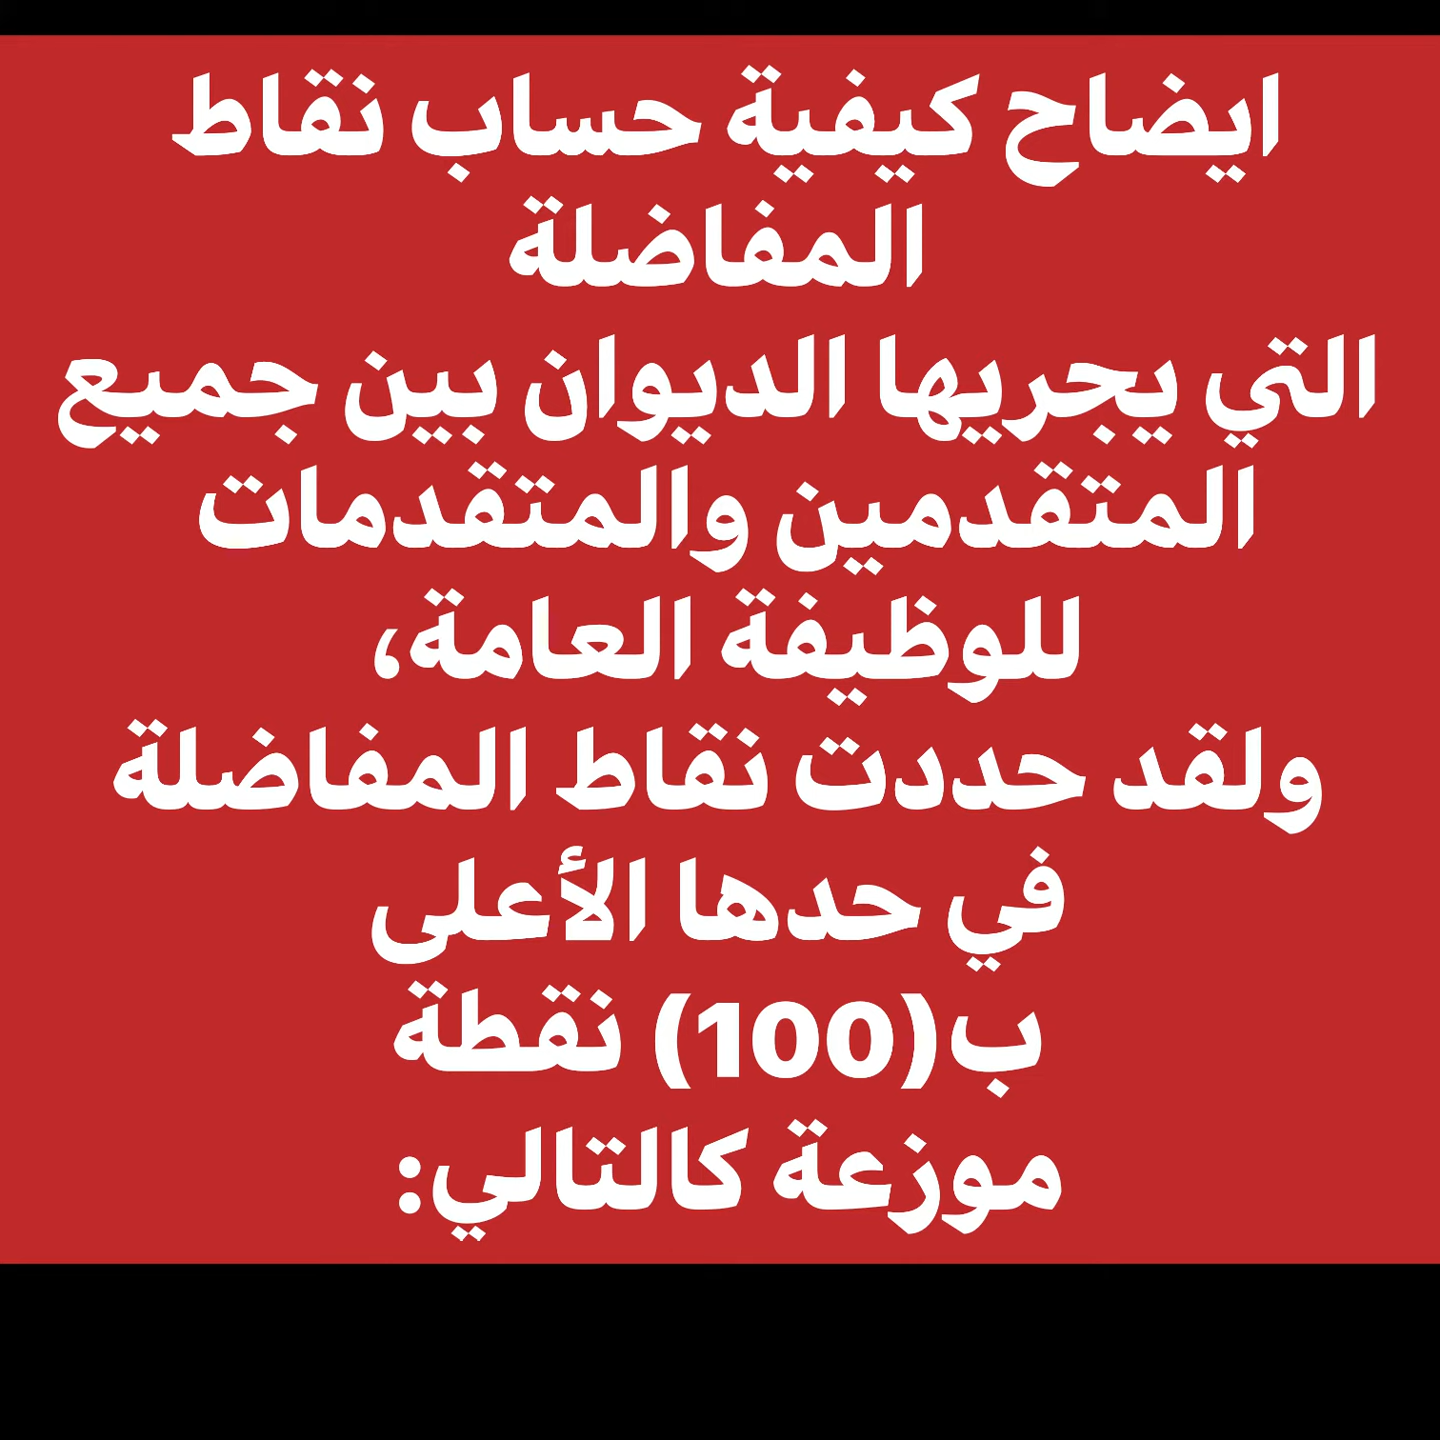 ايضاح كيفية حساب نقاط
المفاضلة
التي يجريها الديوان بين جميع
المتقدمين والمتقدمات
للوظيفة العامة،
ولقد حددت نقاط المفاضلة
في حدها الأعلى
ب(100) نقطة
موزعة كالتالي: